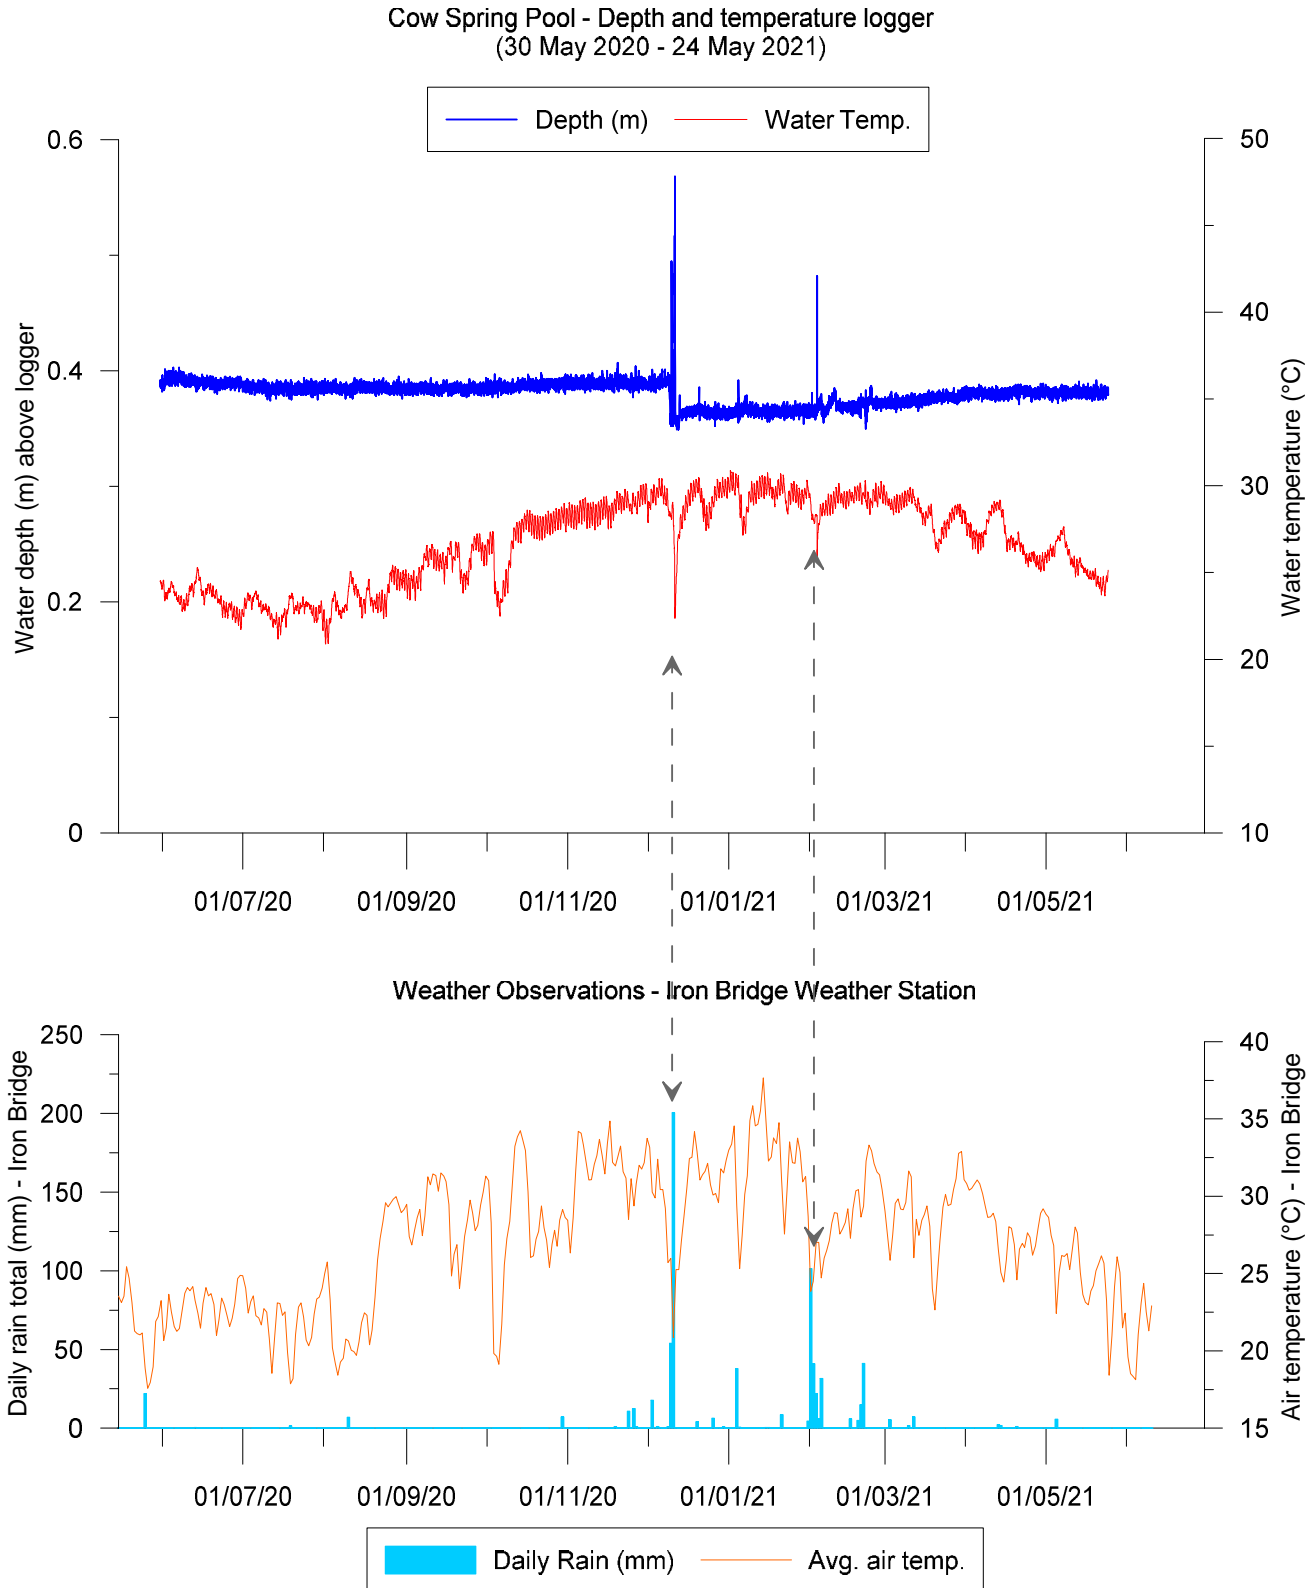 Cow Spring Pool - Depth and temperature logger
(30 May 2020 - 24 May 2021)
Depth (m) Water Temp.
0.6
0.4
0.2
0
Water depth (m) above logger
50
40
30
20
10
Water temperature (°C)
01/07/20 01/09/20 01/11/20 01/01/21 01/03/21 01/05/21
Weather Observations - Iron Bridge Weather Station
250
200
150
100
50
0
Daily rain total (mm) - Iron Bridge
40
35
30
25
20
15
Air temperature (°C) - Iron Bridge
01/07/20 01/09/20 01/11/20 01/01/21 01/03/21 01/05/21
Daily Rain (mm) Avg. air temp.